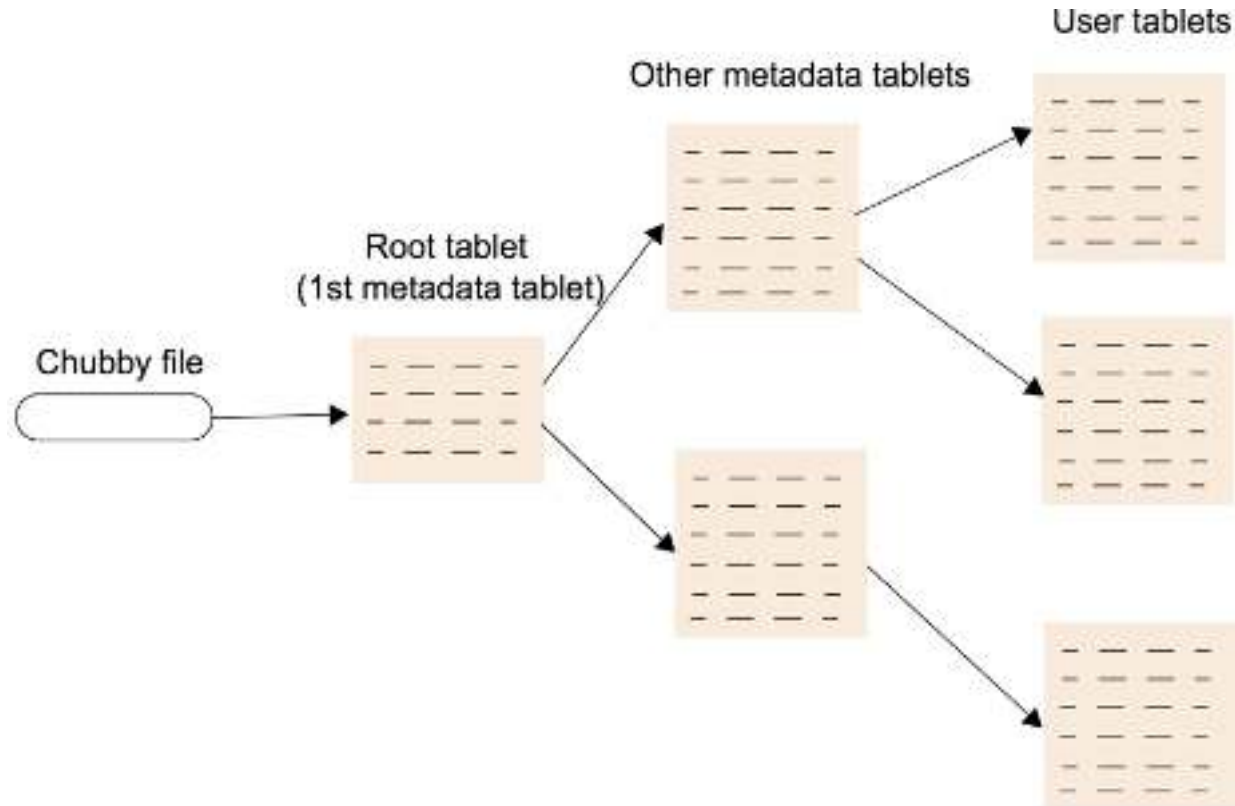 User tablets
Other metadata tablets
Root tablet
(1st metadata tablet)
Chubby file